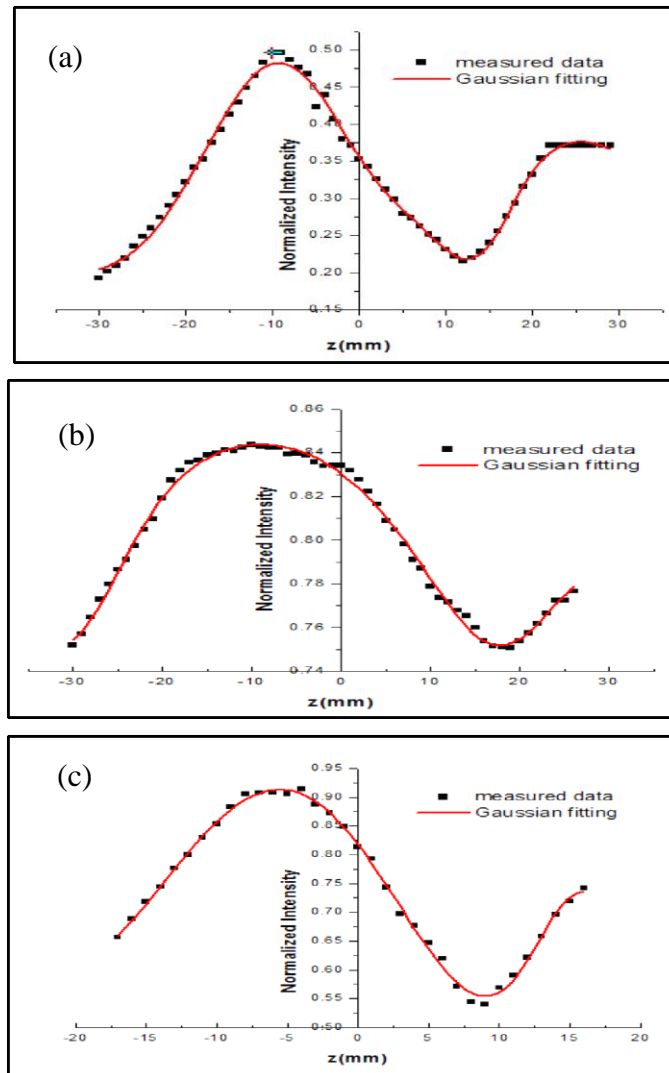 (a)
0.50
0.45
0.40
0.35
0.30
0.25
0.20
0.15
Normalized Intensity
measured data
Gaussian fitting
-30 -20 -10 0 10 20 30
z(mm)
(b)
0.86
0.84
0.82
0.80
0.78
0.76
0.74
Normalized Intensity
measured data
Gaussian fitting
-30 -20 -10 0 10 20 30
z(mm)
(c)
0.95
0.90
0.85
0.80
0.75
0.70
0.65
0.60
0.55
0.50
Normalized Intensity
measured data
Gaussian fitting
-20 -15 -10 -5 0 5 10 15 20
z(mm)